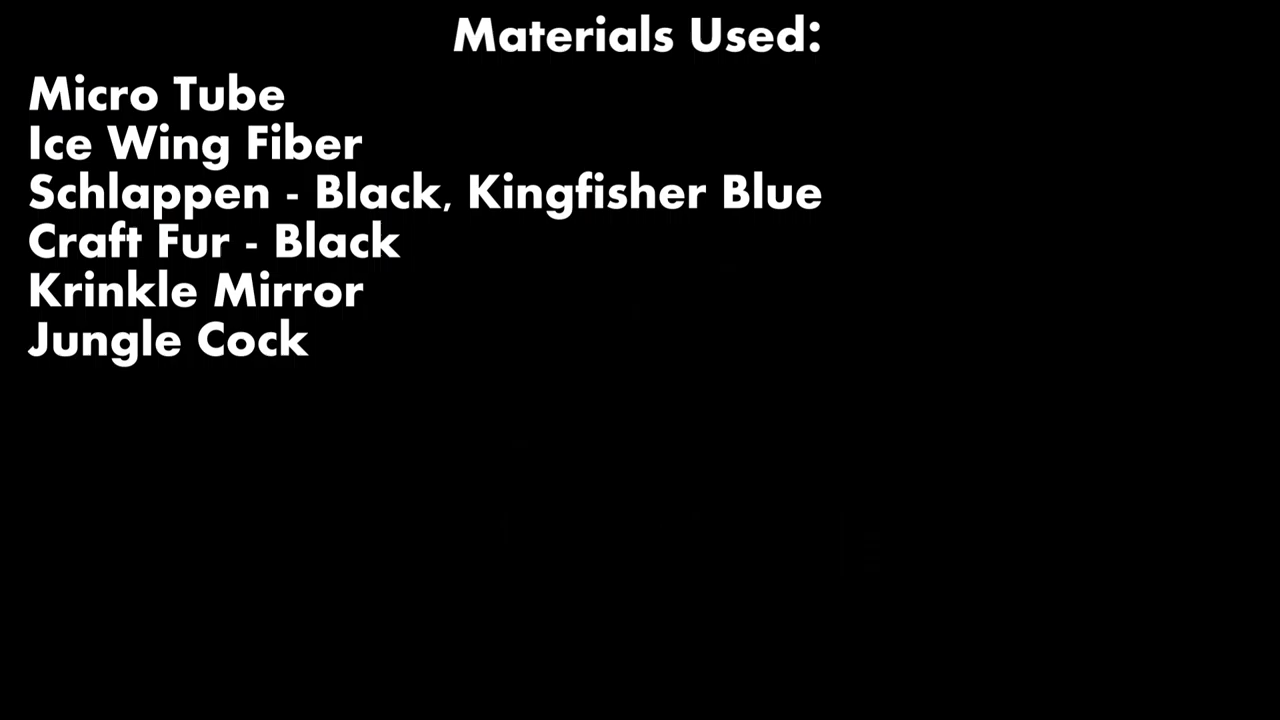 Materials Used:
Micro Tube
Ice Wing Fiber
Schlappen - Black, Kingfisher Blue
Craft Fur - Black
Krinkle Mirror
Jungle Cock